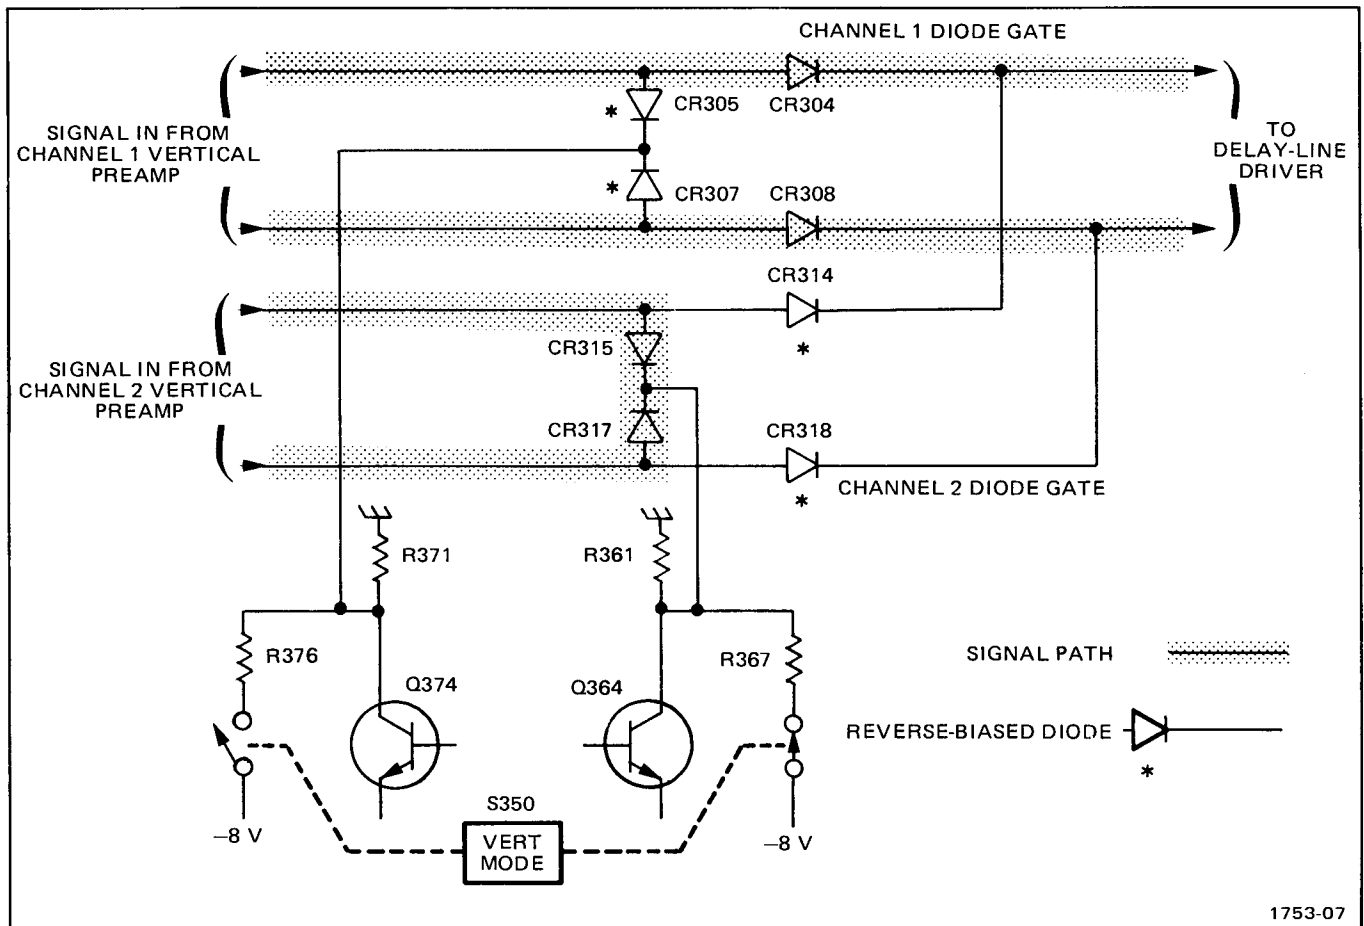 CHANNEL 1 DIODE GATE
CR305
CR304
*
SIGNAL IN FROM
CHANNEL 1 VERTICAL
PREAMP
TO
DELAY-LINE
DRIVER
*
CR307
CR308
CR314
*
CR315
SIGNAL IN FROM
CHANNEL 2 VERTICAL
PREAMP
CR317
CR318
*
CHANNEL 2 DIODE GATE
R371
R361
R376
R367
SIGNAL PATH
Q374
Q364
REVERSE-BIASED DIODE
*
S350
VERT
MODE
–8 V
–8 V
1753-07